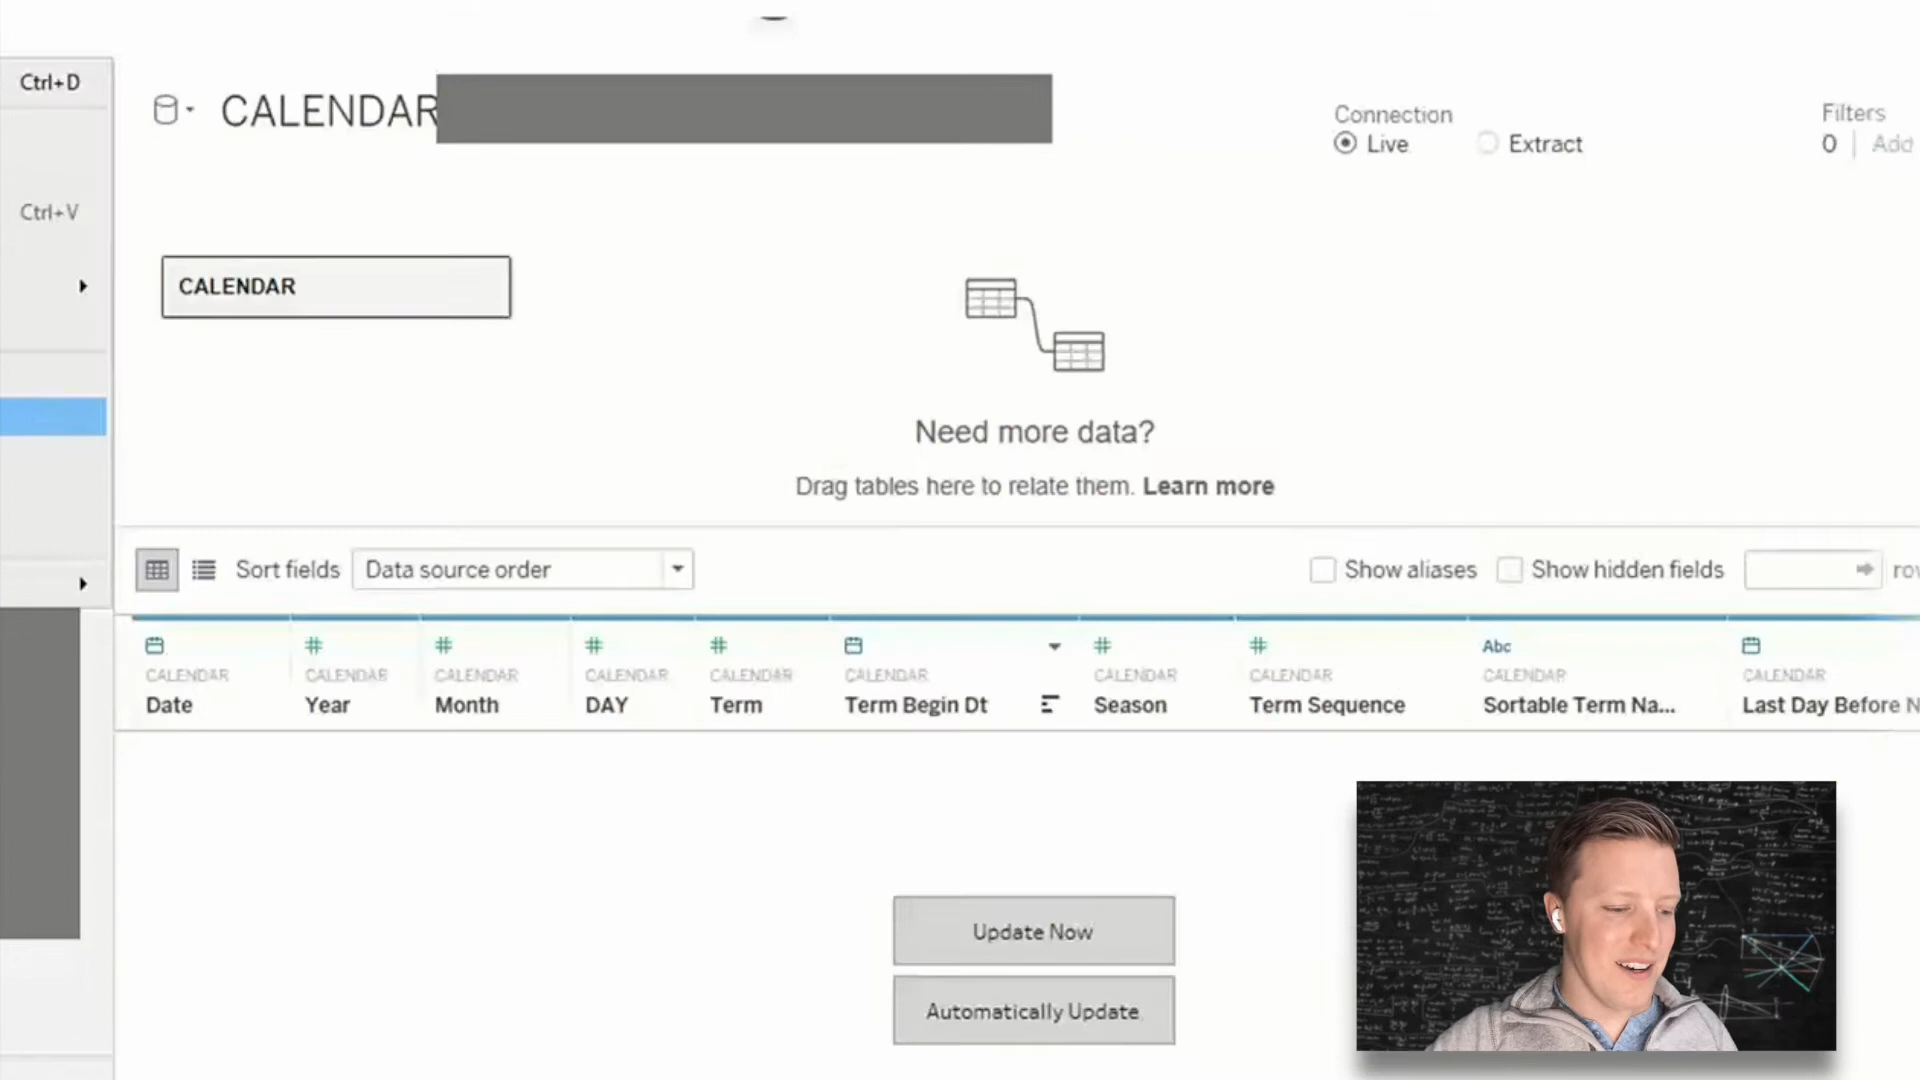 Ctrl+D
CALENDAR
Connection
Live
Extract
Filters
0
Add
Ctrl+V
CALENDAR
Need more data?
Drag tables here to relate them. Learn more
Sort fields
Data source order
Show aliases
Show hidden fields
CALENDAR
Date
CALENDAR
Year
CALENDAR
Month
CALENDAR
DAY
CALENDAR
Term
CALENDAR
Term Begin Dt
CALENDAR
Season
CALENDAR
Term Sequence
Abc
CALENDAR
Sortable Term Na...
CALENDAR
Last Day Before N
Update Now
Automatically Update